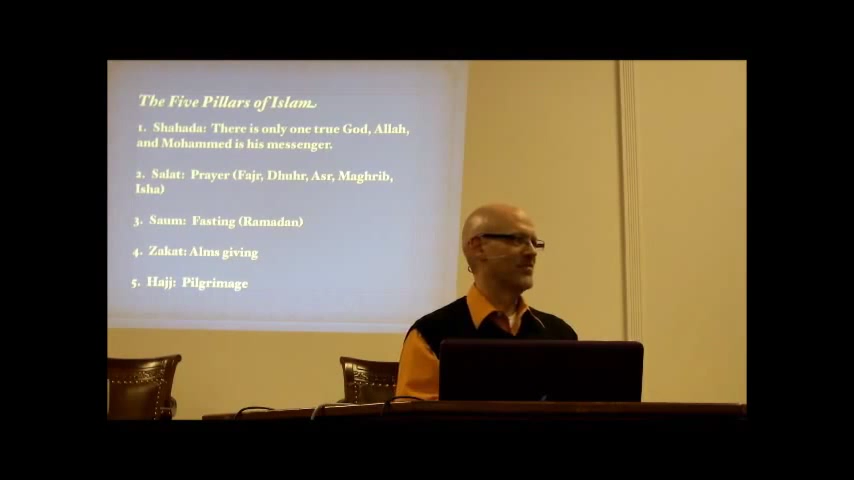 The Five Pillars of Islam
1. Shahada: There is only one true God, Allah,
and Mohammed is his messenger.
2. Salat: Prayer (Fajr, Dhuhr, Asr, Maghrib,
Isha)
3. Saum: Fasting (Ramadan)
4. Zakat: Alms giving
5. Hajj: Pilgrimage